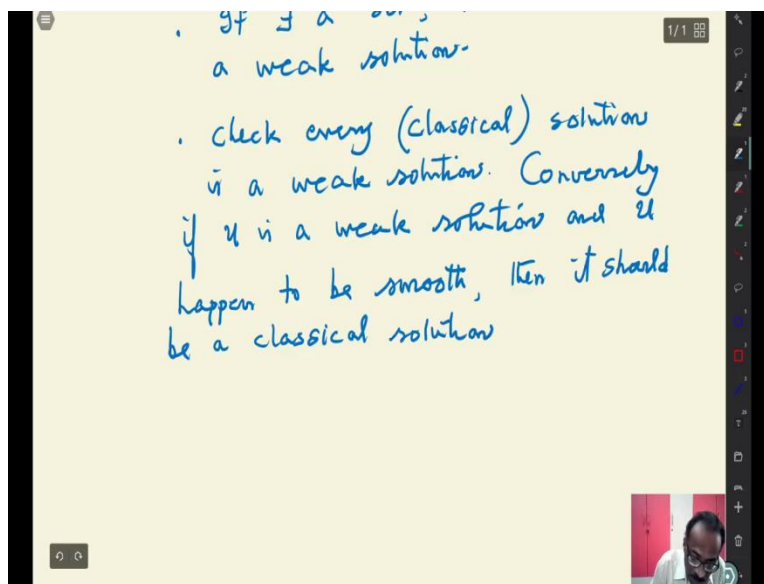 . If ∃ a
a weak solution.
1/1
. Check every (classical) solution
is a weak solution. Conversely
if u is a weak solution and u
happen to be smooth, then it should
be a classical solution